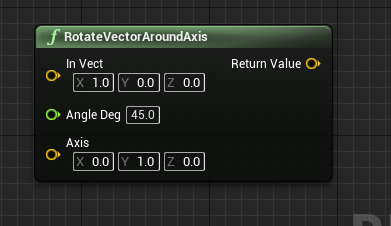 RotateVectorAroundAxis
In Vect
X 1.0 Y 0.0 Z 0.0
Return Value
Angle Deg 45.0
Axis
X 0.0 Y 1.0 Z 0.0